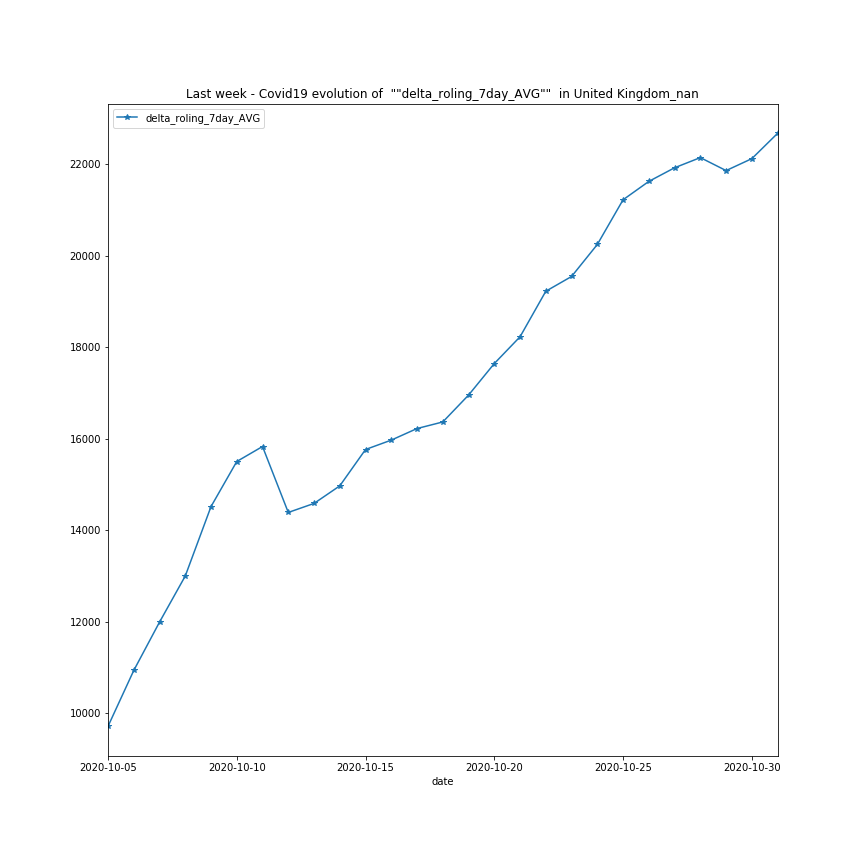 Last week - Covid19 evolution of  ""delta_roling_7day_AVG""  in United Kingdom_nan
delta_roling_7day_AVG
22000
20000
18000
16000
14000
12000
10000
2020-10-05 2020-10-10 2020-10-15 2020-10-20 2020-10-25 2020-10-30
date